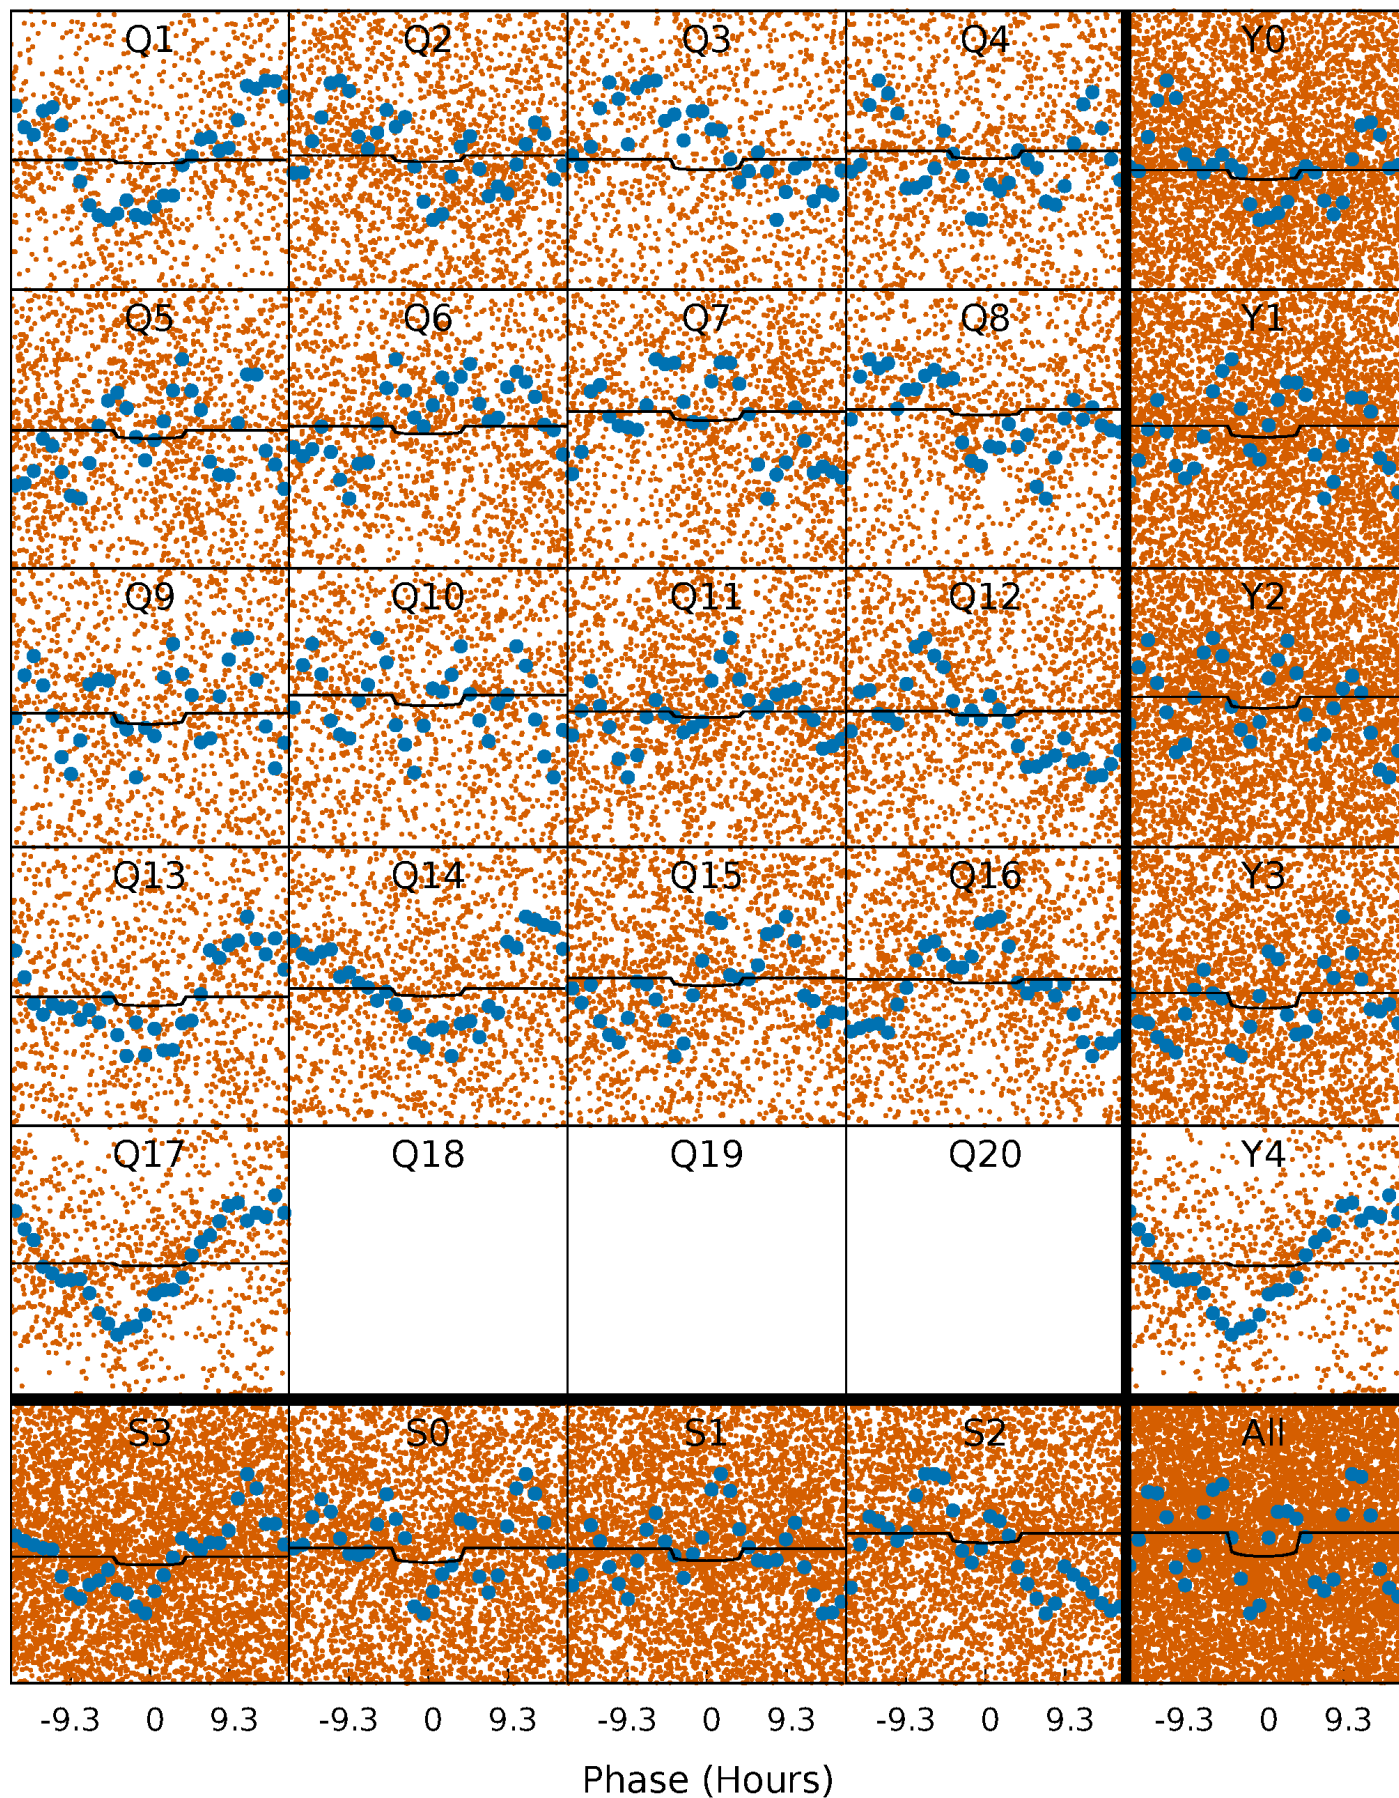 Q1 Q2 Q3 Q4 Y0
Q5 Q6 Q7 Q8 Y1
Q9 Q10 Q11 Q12 Y2
Q13 Q14 Q15 Q16 Y3
Q17 Q18 Q19 Q20 Y4
S3 S0 S1 S2 All
-9.3 0 9.3 -9.3 0 9.3 -9.3 0 9.3 -9.3 0 9.3 -9.3 0 9.3
Phase (Hours)